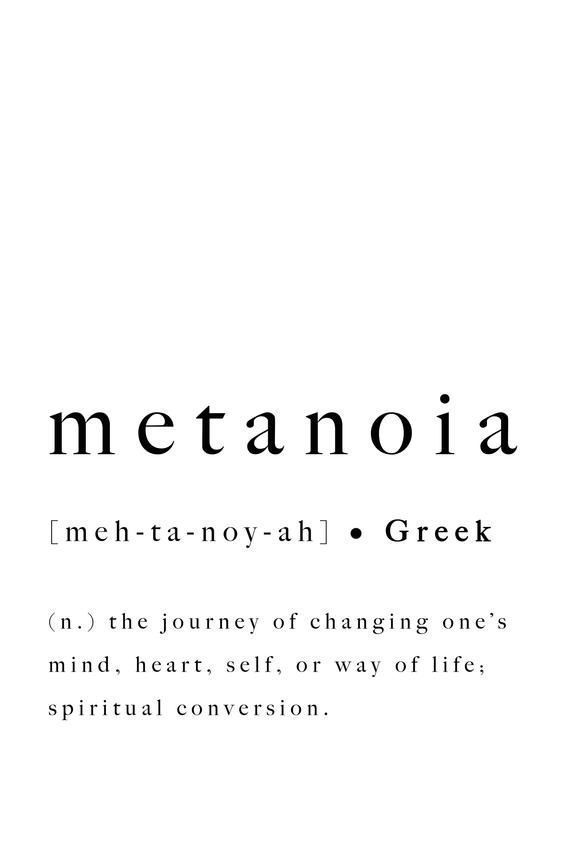 metanoia
[meh-ta-noy-ah] • Greek
(n.) the journey of changing one’s
mind, heart, self, or way of life;
spiritual conversion.